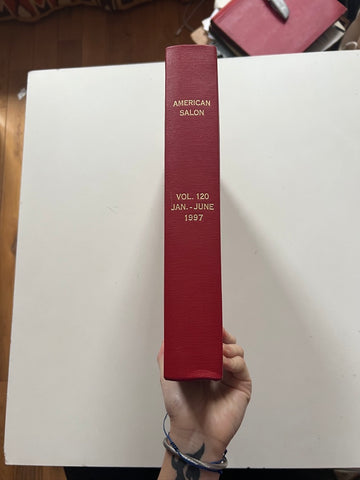 AMERICAN
SALON
VOL. 120
JAN.-JUNE
1997